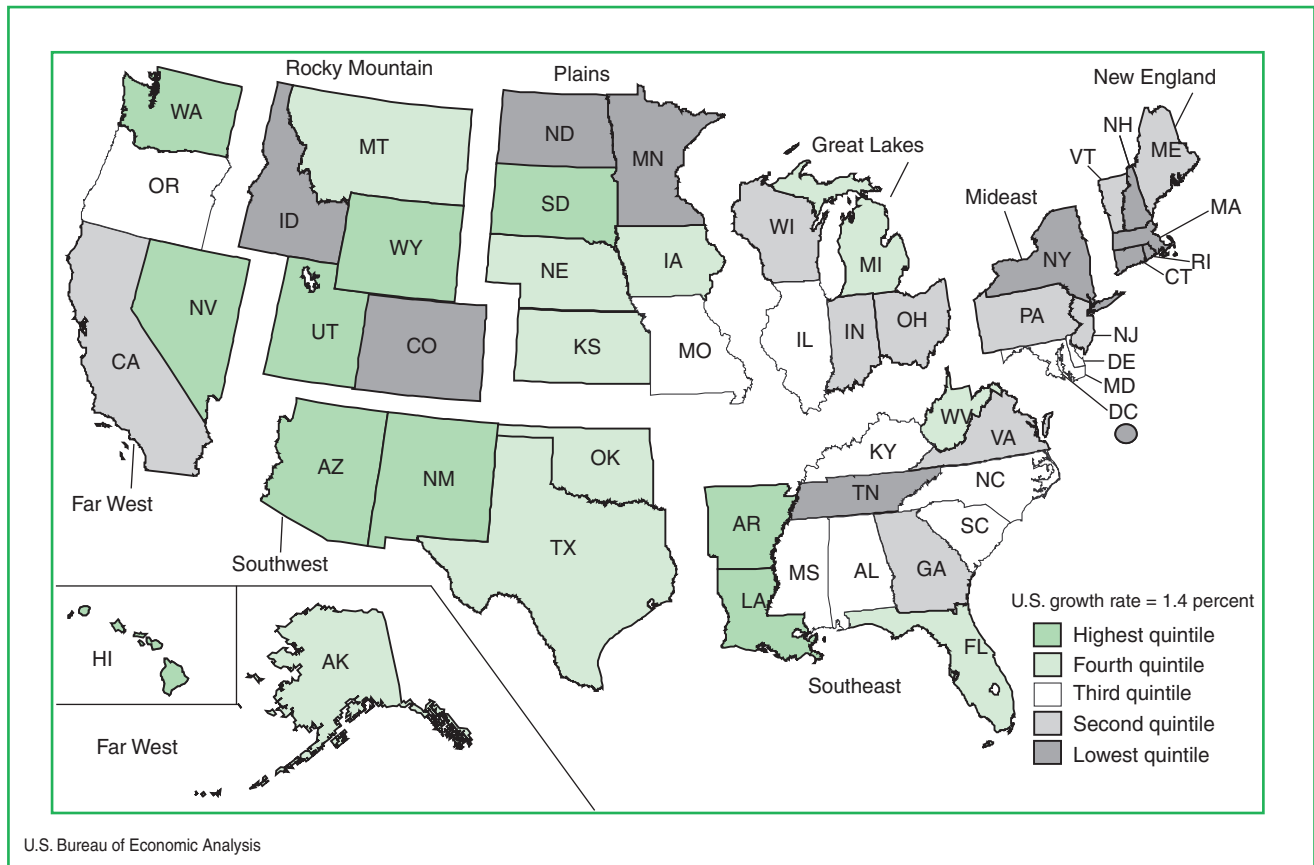 Rocky Mountain
Plains
New England
Great Lakes
Mideast
WA
OR
CA
NV
ID
MT
WY
UT
CO
ND
SD
NE
KS
MN
IA
MO
WI
MI
IL
IN
OH
NH
VT
ME
MA
RI
CT
NY
PA
NJ
DE
MD
DC
Far West
AZ
NM
OK
TX
Southwest
WV
VA
KY
TN
NC
SC
AR
LA
MS
AL
GA
FL
Southeast
HI
AK
Far West
U.S. growth rate = 1.4 percent
Highest quintile
Fourth quintile
Third quintile
Second quintile
Lowest quintile
U.S. Bureau of Economic Analysis